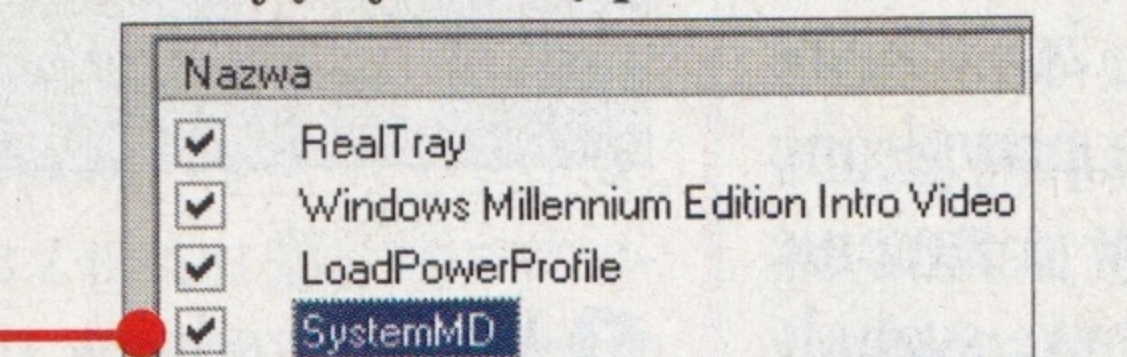 Nazwa
RealTray
Windows Millennium Edition Intro Video
LoadPowerProfile
SystemMD